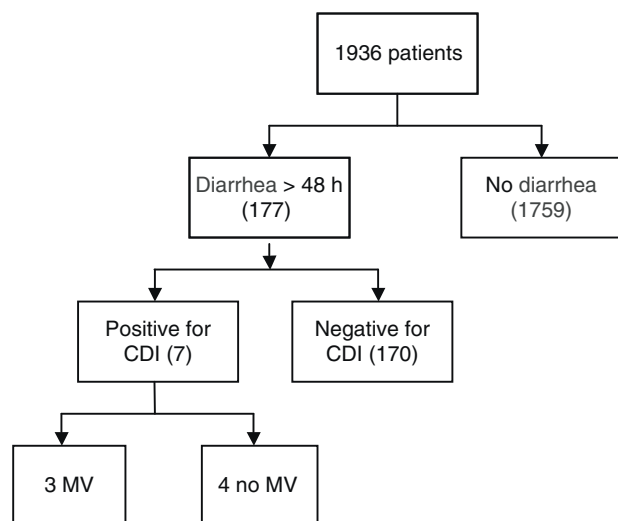 1936 patients
Diarrhea > 48 h
(177)
No diarrhea
(1759)
Positive for
CDI (7)
Negative for
CDI (170)
3 MV
4 no MV